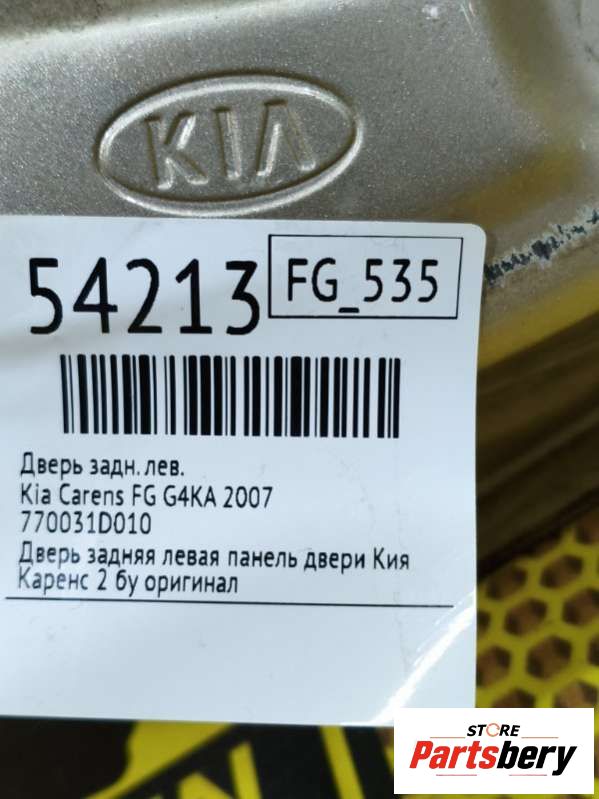 KIA
54213
FG_535
Дверь задн. лев.
Kia Carens FG G4KA 2007
770031D010
Дверь задняя левая панель двери Кия
Каренс 2 бу оригинал
STORE
Partsbery